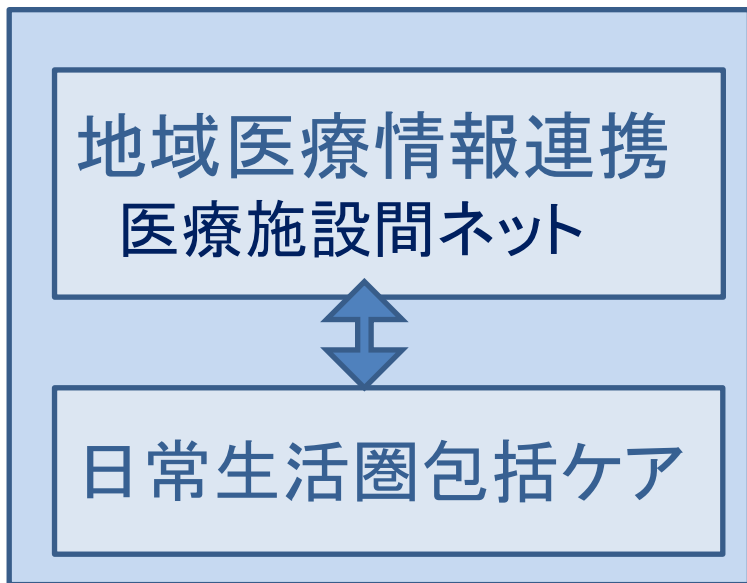 地域医療情報連携
医療施設間ネット
日常生活圏包括ケア